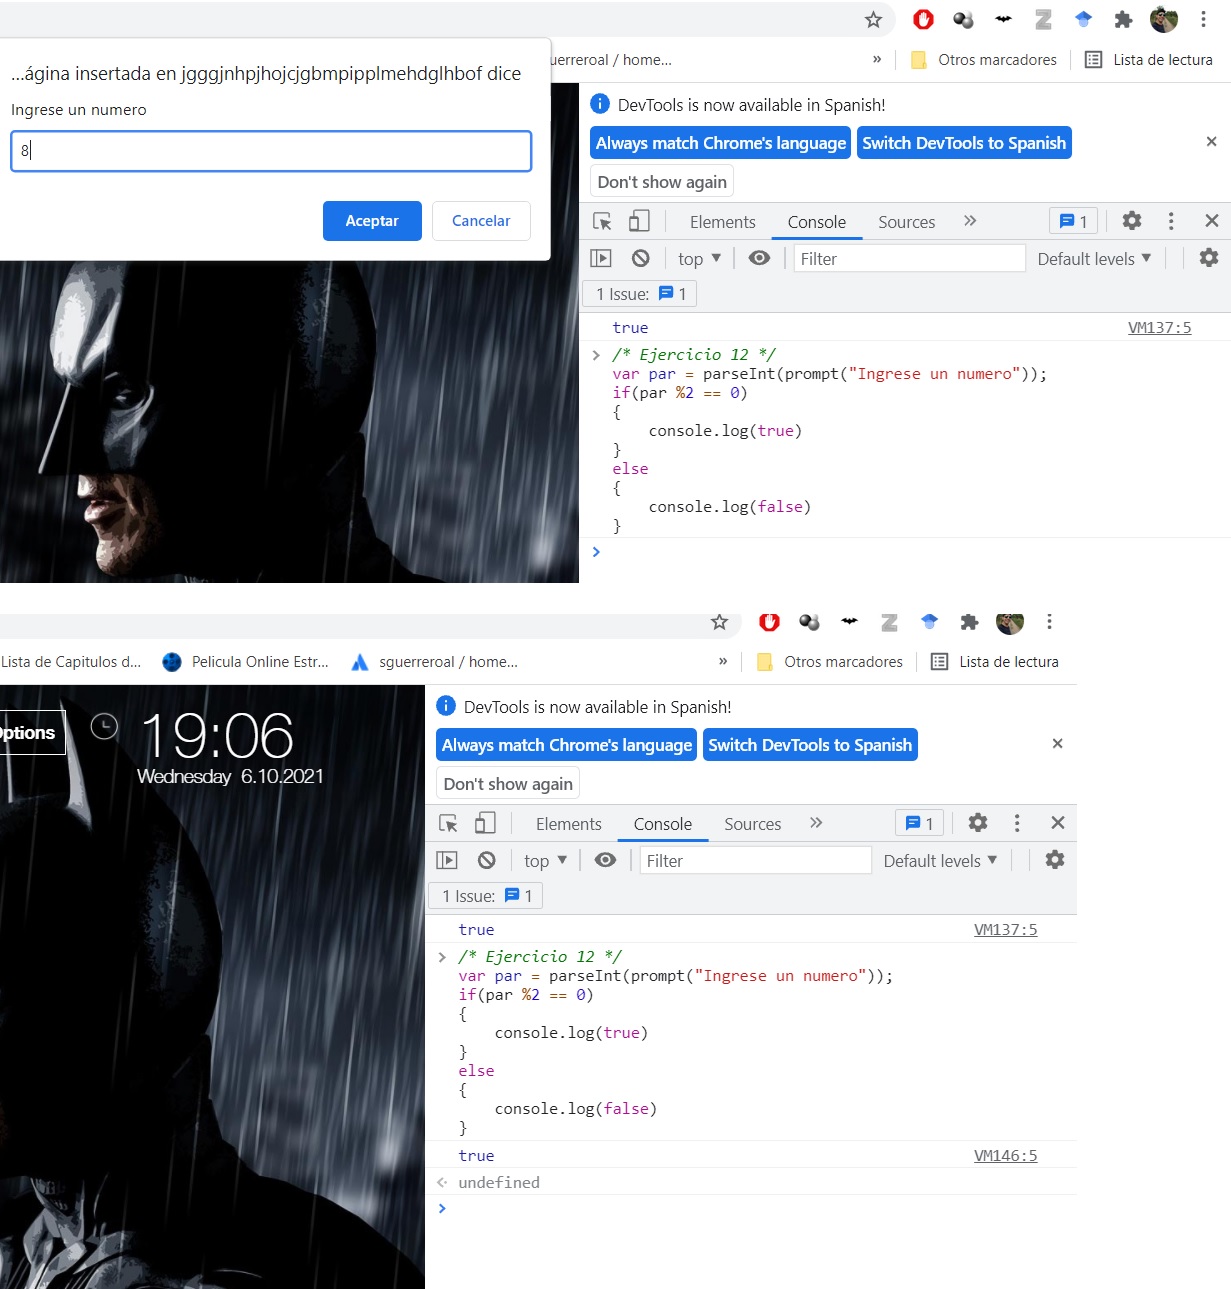 ...ágina insertada en jgggjnhpjhojcjgbmpipplmehdglhbof dice
Ingrese un numero
8
Aceptar Cancelar
guerreroal / home... » Otros marcadores Lista de lectura
DevTools is now available in Spanish!
Always match Chrome's language Switch DevTools to Spanish
Don't show again
Elements Console Sources » 1
top Filter Default levels
1 Issue: 1
true VM137:5
/* Ejercicio 12 */
var par = parseInt(prompt("Ingrese un numero"));
if(par %2 == 0)
{
console.log(true)
}
else
{
console.log(false)
}
Lista de Capitulos d... Pelicula Online Estr... sguerreroal / home... » Otros marcadores Lista de lectura
Options
19:06
Wednesday 6.10.2021
DevTools is now available in Spanish!
Always match Chrome's language Switch DevTools to Spanish
Don't show again
Elements Console Sources » 1
top Filter Default levels
1 Issue: 1
true VM137:5
/* Ejercicio 12 */
var par = parseInt(prompt("Ingrese un numero"));
if(par %2 == 0)
{
console.log(true)
}
else
{
console.log(false)
}
true VM146:5
undefined